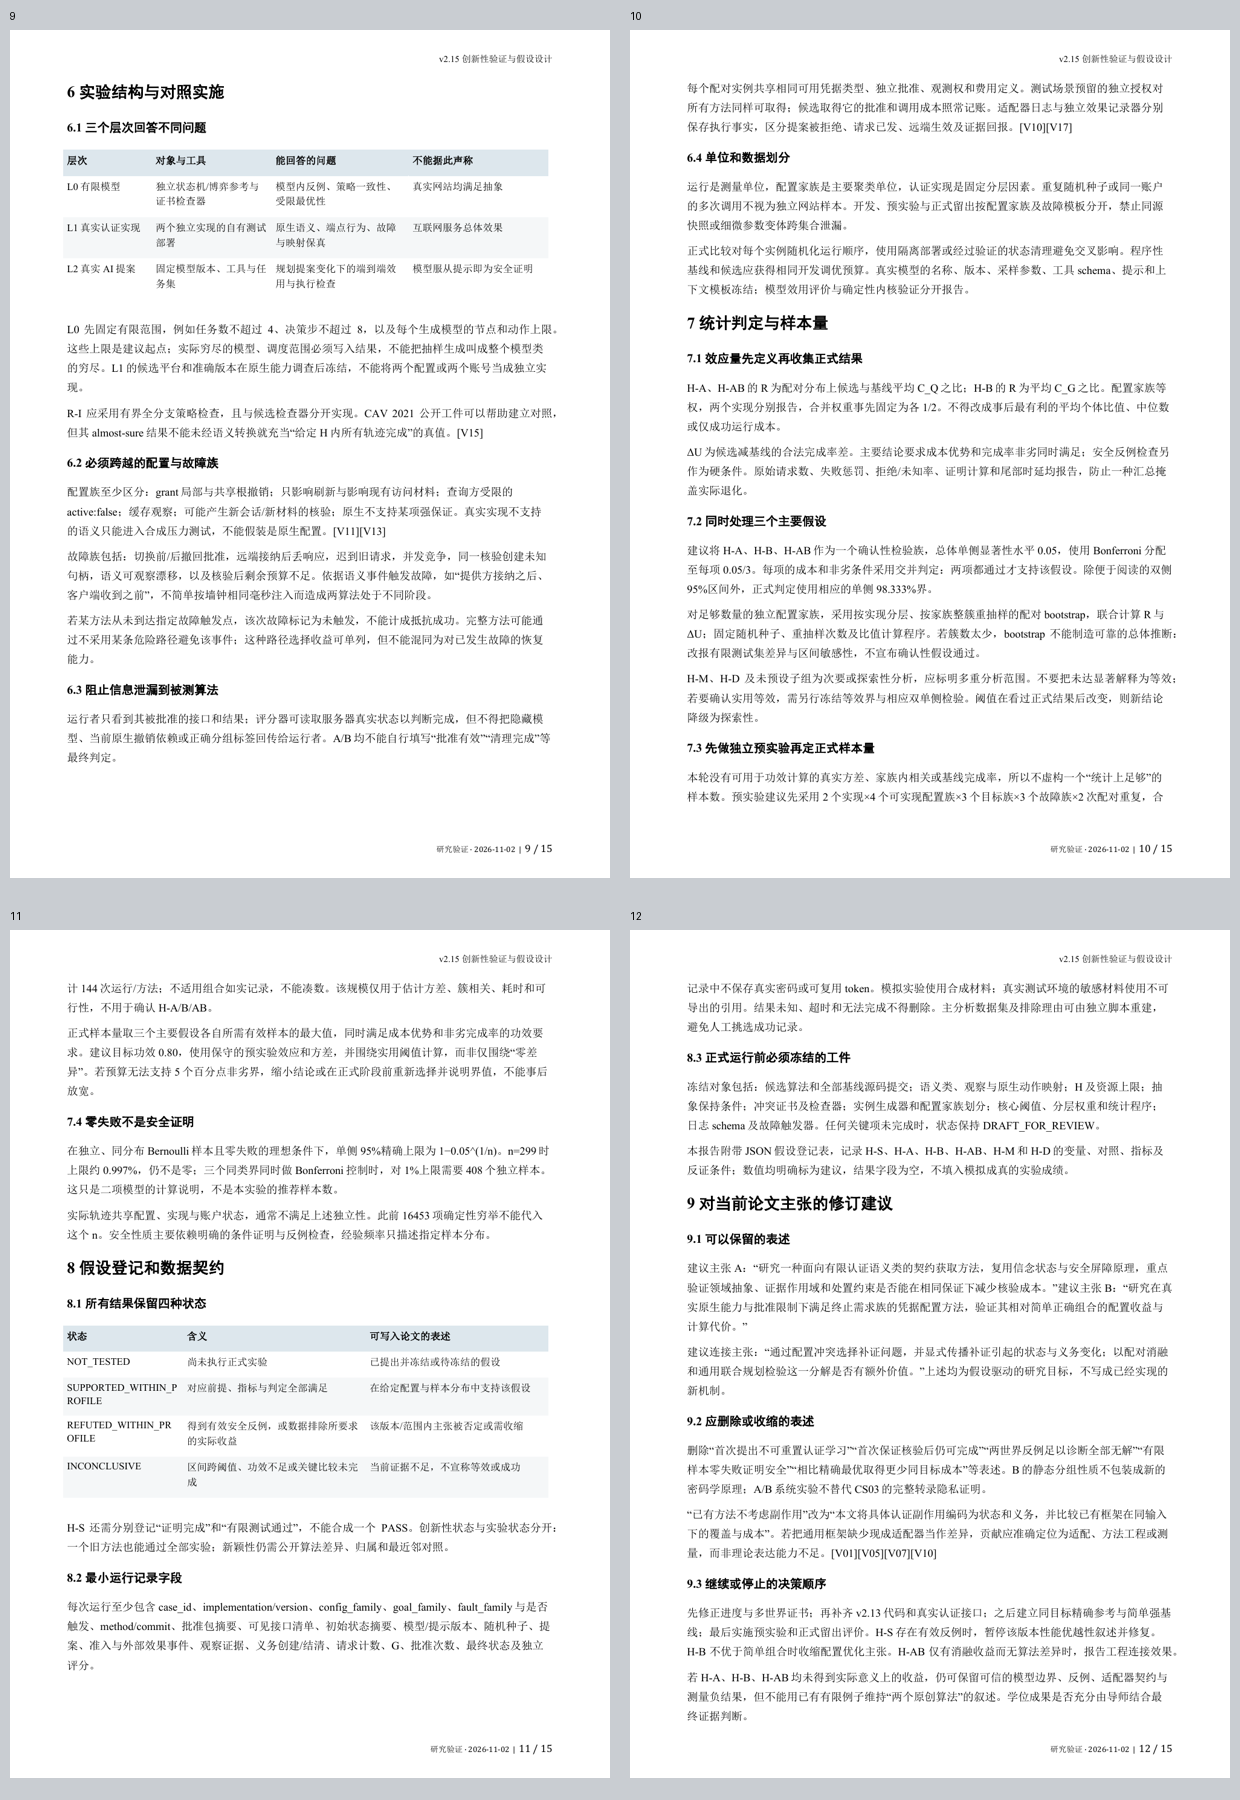 9
v2.15 创新性验证与假设设计
6 实验结构与对照实施
6.1 三个层次回答不同问题
层次 对象与工具 能回答的问题 不能据此声称
L0 有限模型 独立状态机/博弈参考与证书检查器 模型内反例、策略一致性、受限最优性 真实网站均满足抽象
L1 真实认证实现 两个独立实现的自有测试部署 原生语义、端点行为、故障与映射保真 互联网服务总体效果
L2 真实 AI 提案 固定模型版本、工具与任务集 规划提案变化下的端到端效用与执行检查 模型服从提示即为安全证明
L0 先固定有限范围，例如任务数不超过 4、决策步不超过 8，以及每个生成模型的节点和动作上限。
这些上限是建议起点；实际穷尽的模型、调度范围必须写入结果，不能把抽样生成叫成整个模型类
的穷尽。L1 的候选平台和准确版本在原生能力调查后冻结，不能将两个配置或两个账号当成独立实
现。
R-I 应采用有界全分支策略检查，且与候选检查器分开实现。CAV 2021 公开工件可以帮助建立对照，
但其 almost-sure 结果不能未经语义转换就充当“给定 H 内所有轨迹完成”的真值。[V15]
6.2 必须跨越的配置与故障族
配置族至少区分：grant 局部与共享根撤销；只影响刷新与影响现有访问材料；查询方受限的
active:false；缓存观察；可能产生新会话/新材料的核验；原生不支持某项强保证。真实实现不支持
的语义只能进入合成压力测试，不能假装是原生配置。[V11][V13]
故障族包括：切换前/后撤回批准，远端接纳后丢响应，迟到旧请求，并发竞争，同一核验创建未知
句柄，语义可观察漂移，以及核验后剩余预算不足。依据语义事件触发故障，如“提供方接纳之后、
客户端收到之前”，不简单按墙钟相同毫秒注入而造成两算法处于不同阶段。
若某方法从未到达指定故障触发点，该次故障标记为未触发，不能计成抵抗成功。完整方法可能通
过不采用某条危险路径避免该事件；这种路径选择收益可单列，但不能混同为对已发生故障的恢复
能力。
6.3 阻止信息泄漏到被测算法
运行者只看到其被批准的接口和结果；评分器可读取服务器真实状态以判断完成，但不得把隐藏模
型、当前原生撤销依赖或正确分组标签回传给运行者。A/B 均不能自行填写“批准有效”“清理完成”等
最终判定。
研究验证 · 2026-11-02 | 9 / 15
10
v2.15 创新性验证与假设设计
每个配对实例共享相同可用凭据类型、独立批准、观测权和费用定义。测试场景预留的独立授权对
所有方法同样可取得；候选取得它的批准和调用成本照常记账。适配器日志与独立效果记录器分别
保存执行事实，区分提案被拒绝、请求已发、远端生效及证据回报。[V10][V17]
6.4 单位和数据划分
运行是测量单位，配置家族是主要聚类单位，认证实现是固定分层因素。重复随机种子或同一账户
的多次调用不视为独立网站样本。开发、预实验与正式留出按配置家族及故障模板分开，禁止同源
快照或细微参数变体跨集合泄漏。
正式比较对每个实例随机化运行顺序，使用隔离部署或经过验证的状态清理避免交叉影响。程序性
基线和候选应获得相同开发调优预算。真实模型的名称、版本、采样参数、工具 schema、提示和上
下文模板冻结；模型效用评价与确定性内核验证分开报告。
7 统计判定与样本量
7.1 效应量先定义再收集正式结果
H-A、H-AB 的 R 为配对分布上候选与基线平均 C_Q 之比；H-B 的 R 为平均 C_G 之比。配置家族等
权，两个实现分别报告，合并权重事先固定为各 1/2。不得改成事后最有利的平均个体比值、中位数
或仅成功运行成本。
ΔU 为候选减基线的合法完成率差。主要结论要求成本优势和完成率非劣同时满足；安全反例检查另
作为硬条件。原始请求数、失败惩罚、拒绝/未知率、证明计算和尾部时延均报告，防止一种汇总掩
盖实际退化。
7.2 同时处理三个主要假设
建议将 H-A、H-B、H-AB 作为一个确认性检验族，总体单侧显著性水平 0.05，使用 Bonferroni 分配
至每项 0.05/3。每项的成本和非劣条件采用交并判定：两项都通过才支持该假设。除便于阅读的双侧
95%区间外，正式判定使用相应的单侧 98.333%界。
对足够数量的独立配置家族，采用按实现分层、按家族整簇重抽样的配对 bootstrap，联合计算 R 与
ΔU；固定随机种子、重抽样次数及比值计算程序。若簇数太少，bootstrap 不能制造可靠的总体推断；
改报有限测试集差异与区间敏感性，不宣布确认性假设通过。
H-M、H-D 及未预设子组为次要或探索性分析，应标明多重分析范围。不要把未达显著解释为等效；
若要确认实用等效，需另行冻结等效界与相应双单侧检验。阈值在看过正式结果后改变，则新结论
降级为探索性。
7.3 先做独立预实验再定正式样本量
本轮没有可用于功效计算的真实方差、家族内相关或基线完成率，所以不虚构一个“统计上足够”的
样本数。预实验建议先采用 2 个实现×4 个可实现配置族×3 个目标族×3 个故障族×2 次配对重复，合
研究验证 · 2026-11-02 | 10 / 15
11
v2.15 创新性验证与假设设计
计 144 次运行/方法；不适用组合如实记录，不能凑数。该规模仅用于估计方差、簇相关、耗时和可
行性，不用于确认 H-A/B/AB。
正式样本量取三个主要假设各自所需有效样本的最大值，同时满足成本优势和非劣完成率的功效要
求。建议目标功效 0.80，使用保守的预实验效应和方差，并围绕实用阈值计算，而非仅围绕“零差
异”。若预算无法支持 5 个百分点非劣界，缩小结论或在正式阶段前重新选择并说明界值，不能事后
放宽。
7.4 零失败不是安全证明
在独立、同分布 Bernoulli 样本且零失败的理想条件下，单侧 95%精确上限为 1−0.05^(1/n)。n=299 时
上限约 0.997%，仍不是零；三个同类界同时做 Bonferroni 控制时，对 1%上限需要 408 个独立样本。
这只是二项模型的计算说明，不是本实验的推荐样本数。
实际轨迹共享配置、实现与账户状态，通常不满足上述独立性。此前 16453 项确定性穷举不能代入
这个 n。安全性质主要依赖明确的条件证明与反例检查，经验频率只描述指定样本分布。
8 假设登记和数据契约
8.1 所有结果保留四种状态
状态 含义 可写入论文的表述
NOT_TESTED 尚未执行正式实验 已提出并冻结或待冻结的假设
SUPPORTED_WITHIN_PROFILE 对应前提、指标与判定全部满足 在给定配置与样本分布中支持该假设
REFUTED_WITHIN_PROFILE 得到有效安全反例，或数据排除所要求的实际收益 该版本/范围内主张被否定或需收缩
INCONCLUSIVE 区间跨阈值、功效不足或关键比较未完成 当前证据不足，不宣称等效或成功
H-S 还需分别登记“证明完成”和“有限测试通过”，不能合成一个 PASS。创新性状态与实验状态分开：
一个旧方法也能通过全部实验；新颖性仍需公开算法差异、归属和最近邻对照。
8.2 最小运行记录字段
每次运行至少包含 case_id、implementation/version、config_family、goal_family、fault_family 与是否
触发、method/commit、批准包摘要、可见接口清单、初始状态摘要、模型/提示版本、随机种子、提
案、准入与外部效果事件、观察证据、义务创建/结清、请求计数、G、批准次数、最终状态及独立
评分。
研究验证 · 2026-11-02 | 11 / 15
12
v2.15 创新性验证与假设设计
记录中不保存真实密码或可复用 token。模拟实验使用合成材料；真实测试环境的敏感材料使用不可
导出的引用。结果未知、超时和无法完成不得删除。主分析数据集及排除理由可由独立脚本重建，
避免人工挑选成功记录。
8.3 正式运行前必须冻结的工件
冻结对象包括：候选算法和全部基线源码提交；语义类、观察与原生动作映射；H 及资源上限；抽
象保持条件；冲突证书及检查器；实例生成器和配置家族划分；核心阈值、分层权重和统计程序；
日志 schema 及故障触发器。任何关键项未完成时，状态保持 DRAFT_FOR_REVIEW。
本报告附带 JSON 假设登记表，记录 H-S、H-A、H-B、H-AB、H-M 和 H-D 的变量、对照、指标及
反证条件；数值均明确标为建议，结果字段为空，不填入模拟成真的实验成绩。
9 对当前论文主张的修订建议
9.1 可以保留的表述
建议主张 A：“研究一种面向有限认证语义类的契约获取方法，复用信念状态与安全屏障原理，重点
验证领域抽象、证据作用域和处置约束是否能在相同保证下减少核验成本。”建议主张 B：“研究在真
实原生能力与批准限制下满足终止需求族的凭据配置方法，验证其相对简单正确组合的配置收益与
计算代价。”
建议连接主张：“通过配置冲突选择补证问题，并显式传播补证引起的状态与义务变化；以配对消融
和通用联合规划检验这一分解是否有额外价值。”上述均为假设驱动的研究目标，不写成已经实现的
新机制。
9.2 应删除或收缩的表述
删除“首次提出不可重置认证学习”“首次保证核验后仍可完成”“两世界反例足以诊断全部无解”“有限
样本零失败证明安全”“相比精确最优取得更少同目标成本”等表述。B 的静态分组性质不包装成新的
密码学原理；A/B 系统实验不替代 CS03 的完整转录隐私证明。
“已有方法不考虑副作用”改为“本文将具体认证副作用编码为状态和义务，并比较已有框架在同输入
下的覆盖与成本”。若把通用框架缺少现成适配器当作差异，贡献应准确定位为适配、方法工程或测
量，而非理论表达能力不足。[V01][V05][V07][V10]
9.3 继续或停止的决策顺序
先修正进度与多世界证书；再补齐 v2.13 代码和真实认证接口；之后建立同目标精确参考与简单强基
线；最后实施预实验和正式留出评价。H-S 存在有效反例时，暂停该版本性能优越性叙述并修复。
H-B 不优于简单组合时收缩配置优化主张。H-AB 仅有消融收益而无算法差异时，报告工程连接效果。
若 H-A、H-B、H-AB 均未得到实际意义上的收益，仍可保留可信的模型边界、反例、适配器契约与
测量负结果，但不能用已有有限例子维持“两个原创算法”的叙述。学位成果是否充分由导师结合最
终证据判断。
研究验证 · 2026-11-02 | 12 / 15